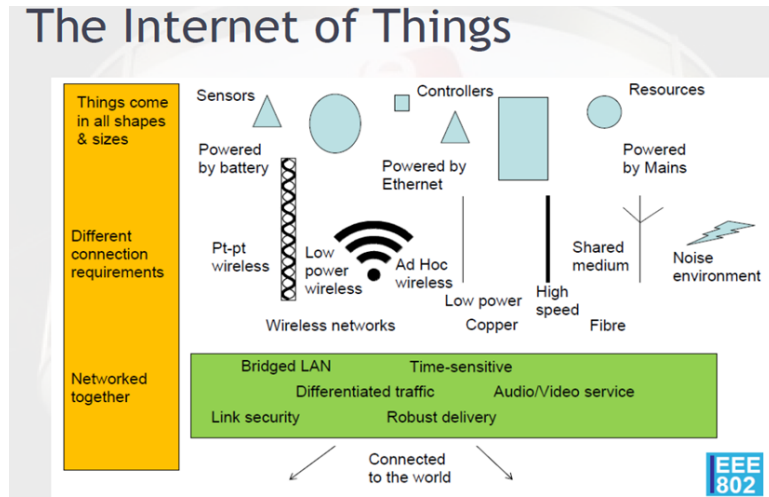 The Internet of Things
Things come
in all shapes
& sizes
Sensors
Controllers
Resources
Powered
by battery
Powered by
Ethernet
Powered
by Mains
Different
connection
requirements
Pt-pt
wireless
Low
power
wireless
Ad Hoc
wireless
Low power
High
speed
Shared
medium
Noise
environment
Wireless networks
Copper
Fibre
Networked
together
Bridged LAN
Time-sensitive
Differentiated traffic
Audio/Video service
Link security
Robust delivery
Connected
to the world
IEEE
802